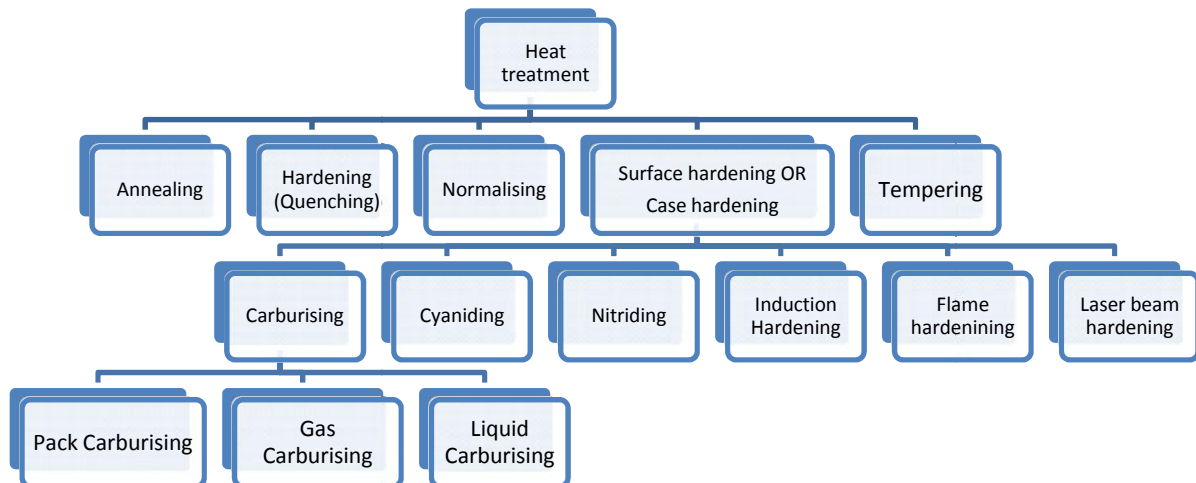 Heat
treatment
Annealing
Hardening
(Quenching)
Normalising
Surface hardening OR
Case hardening
Tempering
Carburising
Cyaniding
Nitriding
Induction
Hardening
Flame
hardenining
Laser beam
hardening
Pack Carburising
Gas
Carburising
Liquid
Carburising